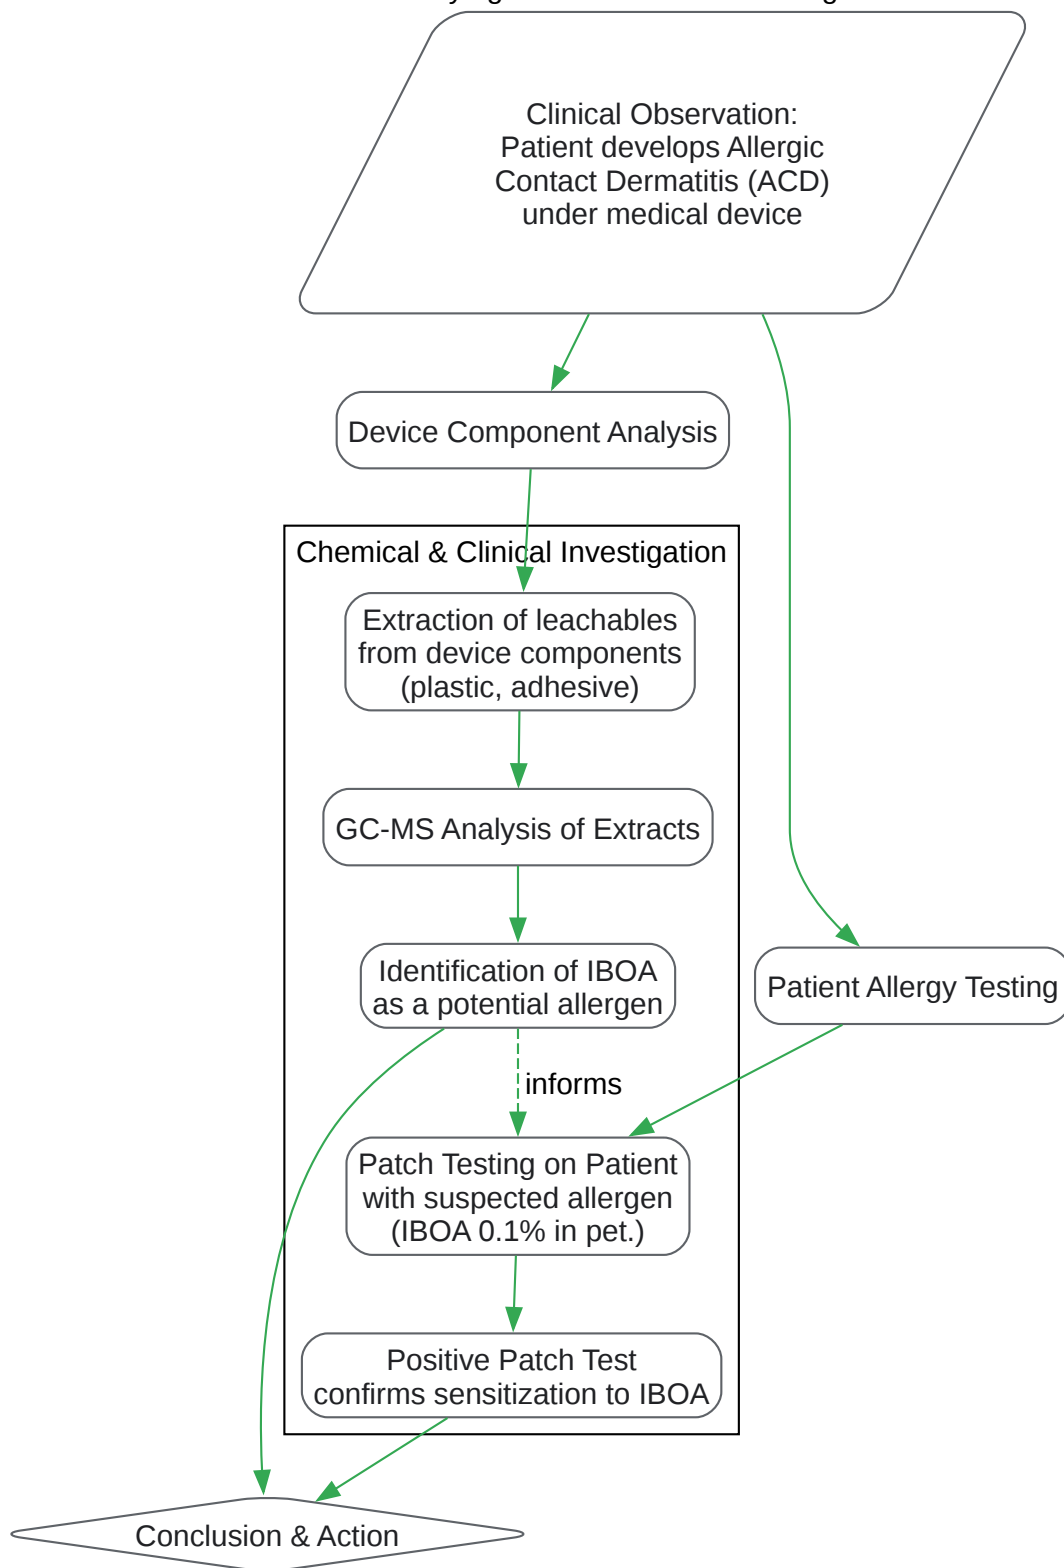 Clinical Observation:
Patient develops Allergic
Contact Dermatitis (ACD)
under medical device
Device Component Analysis
Chemical & Clinical Investigation
Extraction of leachables
from device components
(plastic, adhesive)
GC-MS Analysis of Extracts
Identification of IBOA
as a potential allergen
Patient Allergy Testing
informs
Patch Testing on Patient
with suspected allergen
(IBOA 0.1% in pet.)
Positive Patch Test
confirms sensitization to IBOA
Conclusion & Action